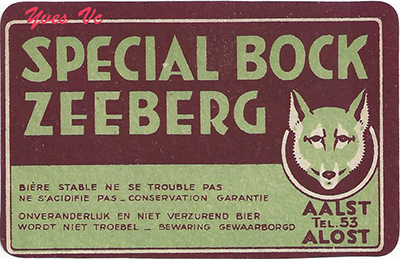 Yves Ve
SPECIAL BOCK
ZEEBERG
BIÈRE STABLE NE SE TROUBLE PAS
NE S'ACIDIFIE PAS _ CONSERVATION GARANTIE
ONVERANDERLIJK EN NIET VERZUREND BIER
WORDT NIET TROEBEL _ BEWARING GEWAARBORGD
AALST
TEL. 53
ALOST